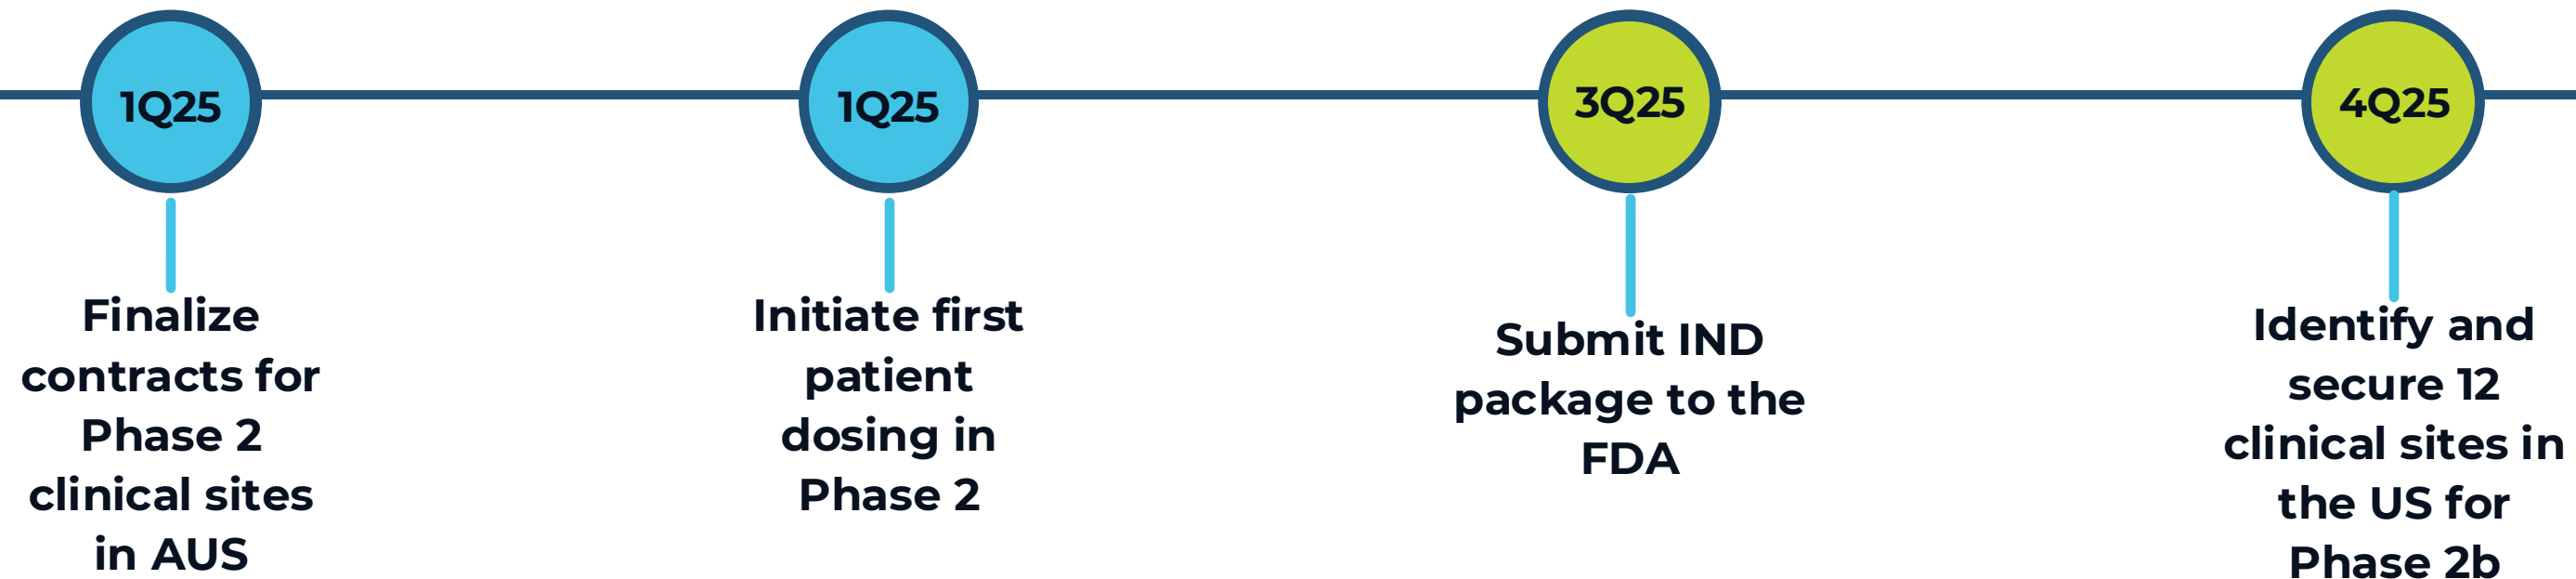 1Q25
Finalize
contracts for
Phase 2
clinical sites
in AUS
1Q25
Initiate first
patient
dosing in
Phase 2
3Q25
Submit IND
package to the
FDA
4Q25
Identify and
secure 12
clinical sites in
the US for
Phase 2b